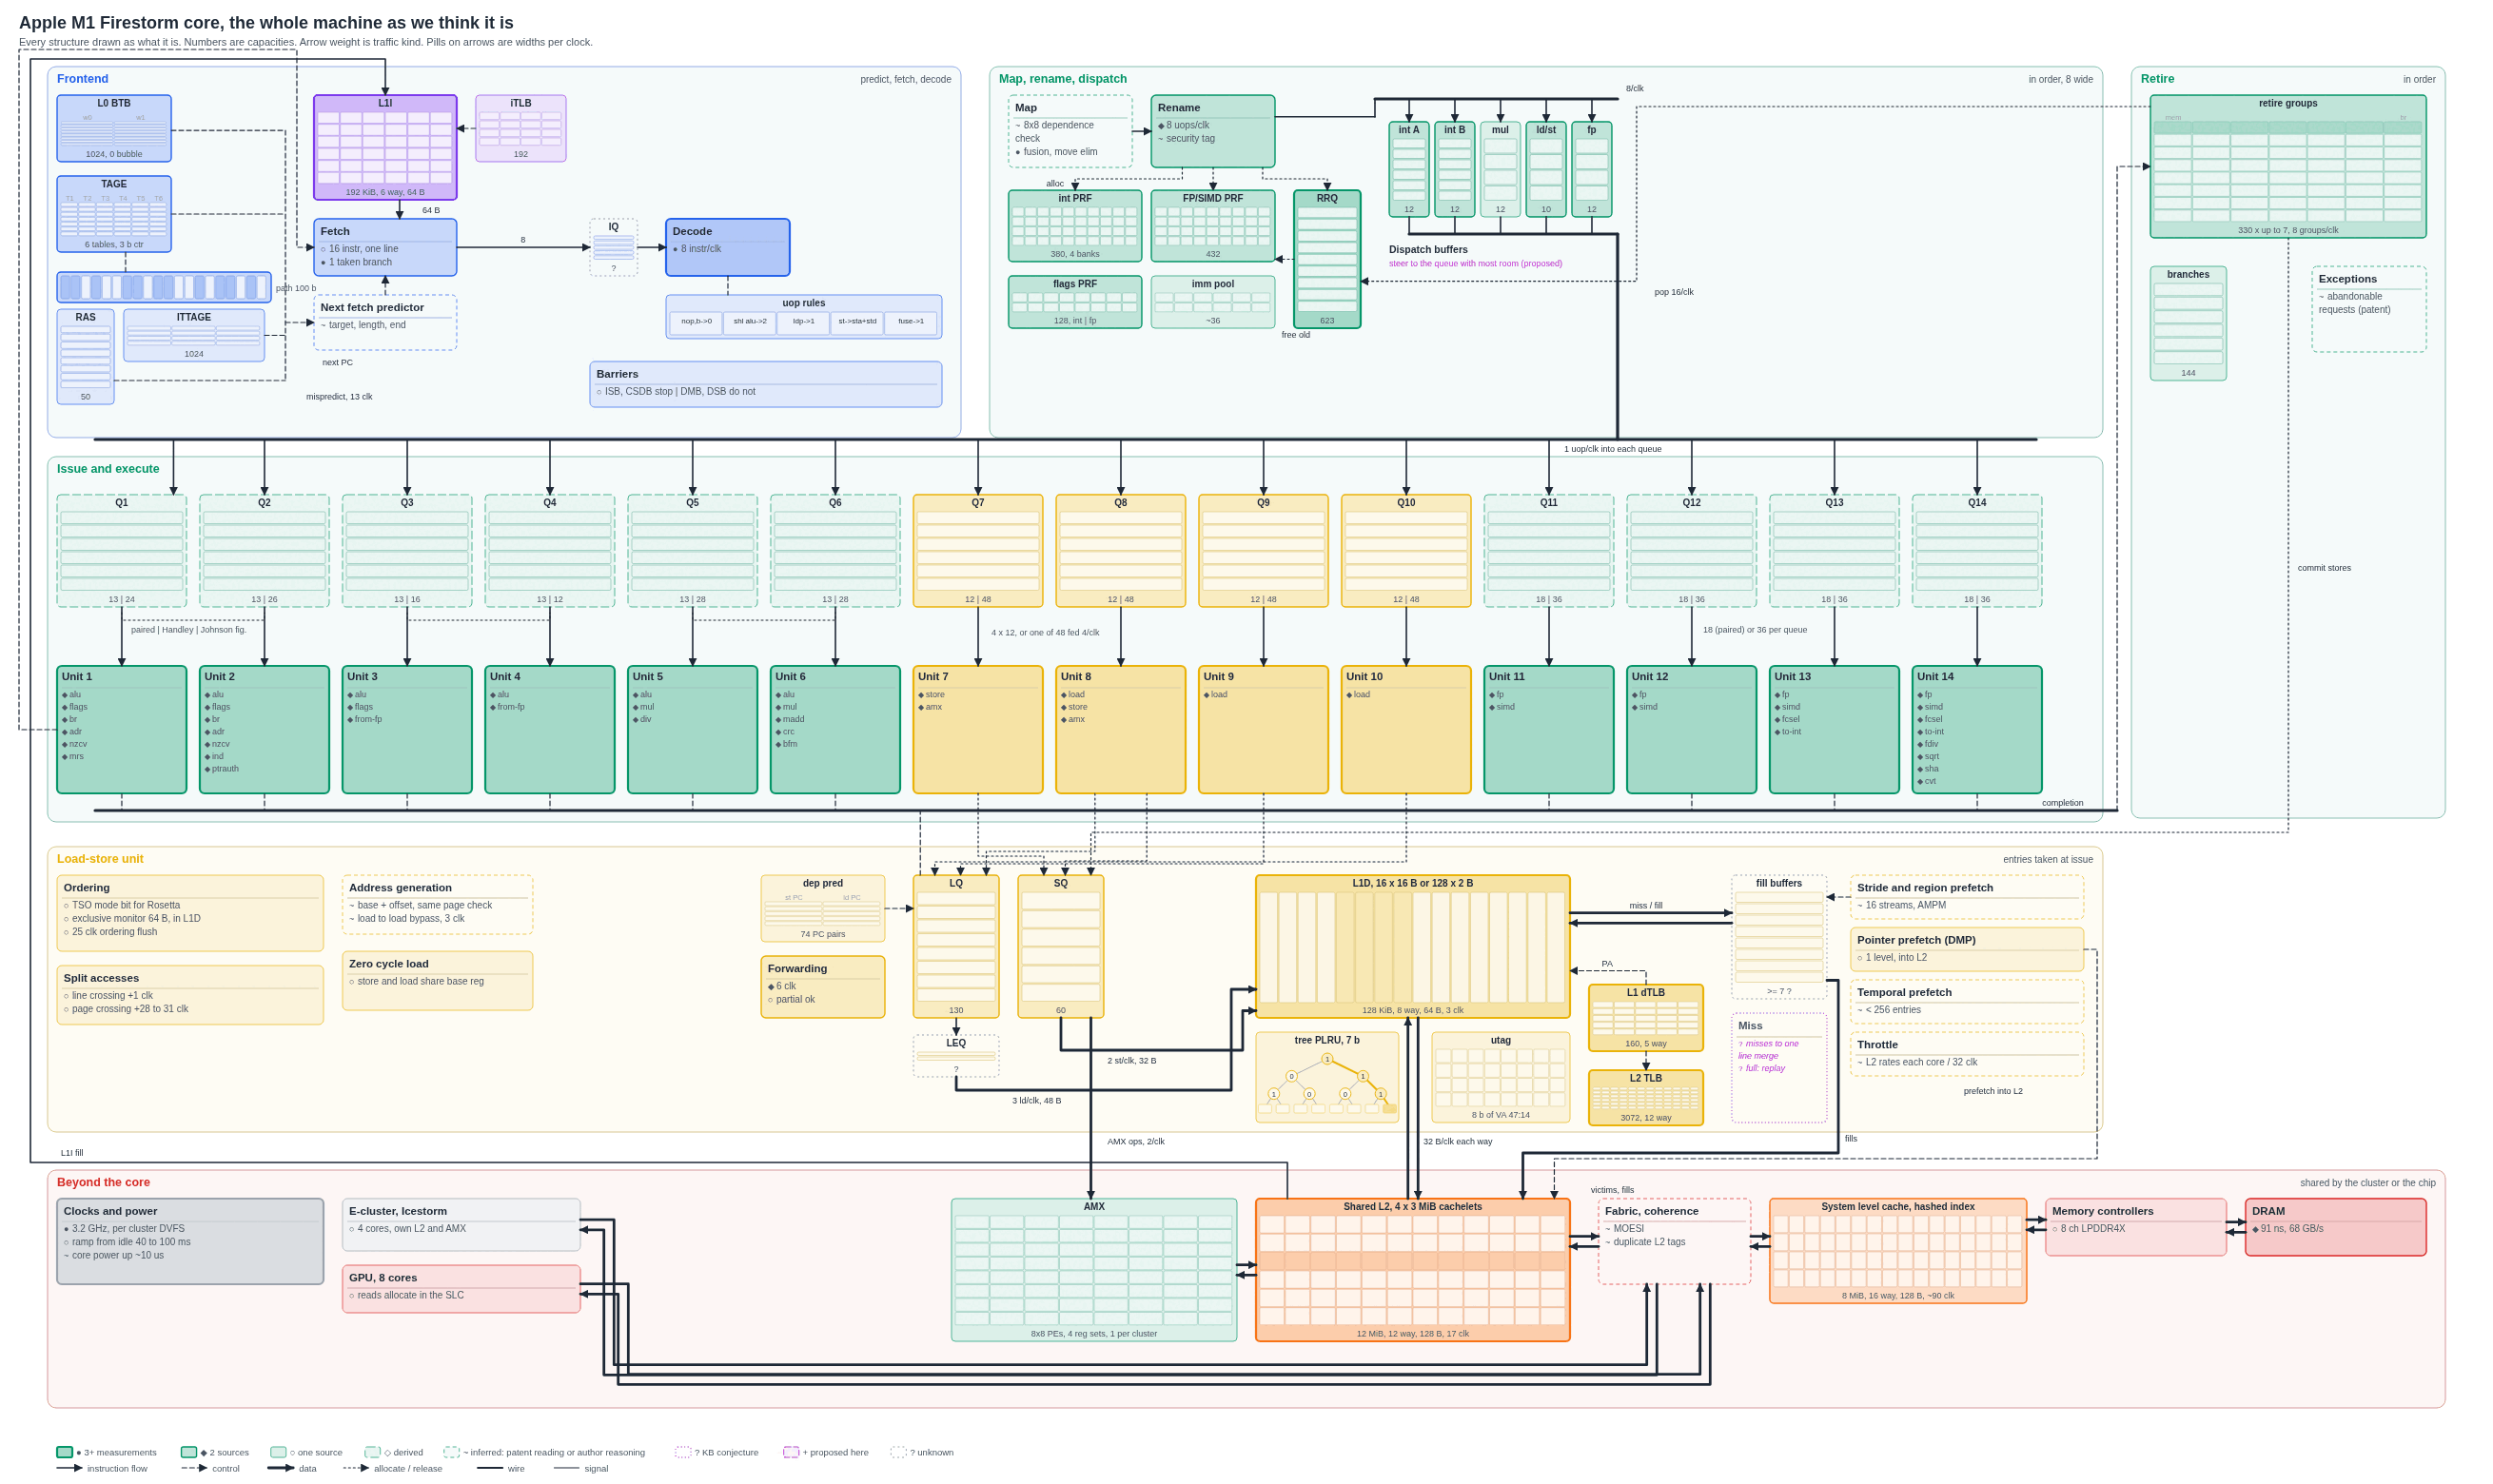 Apple M1 Firestorm core, the whole machine as we think it is
Every structure drawn as what it is. Numbers are capacities. Arrow weight is traffic kind. Pills on arrows are widths per clock.
Frontend
predict, fetch, decode
L0 BTB
w0 w1
1024, 0 bubble
L1I
192 KiB, 6 way, 64 B
iTLB
192
TAGE
T1 T2 T3 T4 T5 T6
6 tables, 3 b ctr
64 B
Fetch
○ 16 instr, one line
● 1 taken branch
8
IQ
?
Decode
● 8 instr/clk
path 100 b
Next fetch predictor
~ target, length, end
uop rules
nop,b->0
shl alu->2
ldp->1
st->sta+std
fuse->1
RAS
50
ITTAGE
1024
next PC
mispredict, 13 clk
Barriers
○ ISB, CSDB stop | DMB, DSB do not
Map, rename, dispatch
in order, 8 wide
Map
~ 8x8 dependence
check
● fusion, move elim
Rename
◆ 8 uops/clk
~ security tag
8/clk
int A
12
int B
12
mul
12
ld/st
10
fp
12
alloc
int PRF
380, 4 banks
FP/SIMD PRF
432
RRQ
623
Dispatch buffers
steer to the queue with most room (proposed)
flags PRF
128, int | fp
imm pool
~36
free old
pop 16/clk
1 uop/clk into each queue
Retire
in order
retire groups
330 x up to 7, 8 groups/clk
branches
144
Exceptions
~ abandonable
requests (patent)
commit stores
Issue and execute
Q1
13 | 24
Q2
13 | 26
Q3
13 | 16
Q4
13 | 12
Q5
13 | 28
Q6
13 | 28
Q7
12 | 48
Q8
12 | 48
Q9
12 | 48
Q10
12 | 48
Q11
18 | 36
Q12
18 | 36
Q13
18 | 36
Q14
18 | 36
paired | Handley | Johnson fig.
4 x 12, or one of 48 fed 4/clk
18 (paired) or 36 per queue
Unit 1
◆ alu
◆ flags
◆ br
◆ adr
◆ nzcv
◆ mrs
Unit 2
◆ alu
◆ flags
◆ br
◆ adr
◆ nzcv
◆ ind
◆ ptrauth
Unit 3
◆ alu
◆ flags
◆ from-fp
Unit 4
◆ alu
◆ from-fp
Unit 5
◆ alu
◆ mul
◆ div
Unit 6
◆ alu
◆ mul
◆ madd
◆ crc
◆ bfm
Unit 7
◆ store
◆ amx
Unit 8
◆ load
◆ store
◆ amx
Unit 9
◆ load
Unit 10
◆ load
Unit 11
◆ fp
◆ simd
Unit 12
◆ fp
◆ simd
Unit 13
◆ fp
◆ simd
◆ fcsel
◆ to-int
Unit 14
◆ fp
◆ simd
◆ fcsel
◆ to-int
◆ fdiv
◆ sqrt
◆ sha
◆ cvt
completion
Load-store unit
entries taken at issue
Ordering
○ TSO mode bit for Rosetta
○ exclusive monitor 64 B, in L1D
○ 25 clk ordering flush
Address generation
~ base + offset, same page check
~ load to load bypass, 3 clk
Split accesses
○ line crossing +1 clk
○ page crossing +28 to 31 clk
Zero cycle load
○ store and load share base reg
dep pred
st PC ld PC
74 PC pairs
Forwarding
◆ 6 clk
○ partial ok
LQ
130
SQ
60
LEQ
?
2 st/clk, 32 B
3 ld/clk, 48 B
L1D, 16 x 16 B or 128 x 2 B
128 KiB, 8 way, 64 B, 3 clk
tree PLRU, 7 b
1
0 1
1 0 0 1
utag
8 b of VA 47:14
miss / fill
PA
L1 dTLB
160, 5 way
L2 TLB
3072, 12 way
fill buffers
>= 7 ?
Miss
? misses to one
line merge
? full: replay
Stride and region prefetch
~ 16 streams, AMPM
Pointer prefetch (DMP)
○ 1 level, into L2
Temporal prefetch
~ < 256 entries
Throttle
~ L2 rates each core / 32 clk
prefetch into L2
AMX ops, 2/clk
32 B/clk each way
fills
L1I fill
Beyond the core
shared by the cluster or the chip
Clocks and power
● 3.2 GHz, per cluster DVFS
○ ramp from idle 40 to 100 ms
~ core power up ~10 us
E-cluster, Icestorm
○ 4 cores, own L2 and AMX
GPU, 8 cores
○ reads allocate in the SLC
AMX
8x8 PEs, 4 reg sets, 1 per cluster
Shared L2, 4 x 3 MiB cachelets
12 MiB, 12 way, 128 B, 17 clk
victims, fills
Fabric, coherence
~ MOESI
~ duplicate L2 tags
System level cache, hashed index
8 MiB, 16 way, 128 B, ~90 clk
Memory controllers
○ 8 ch LPDDR4X
DRAM
◆ 91 ns, 68 GB/s
● 3+ measurements
◆ 2 sources
○ one source
◇ derived
~ inferred: patent reading or author reasoning
? KB conjecture
+ proposed here
? unknown
instruction flow
control
data
allocate / release
wire
signal